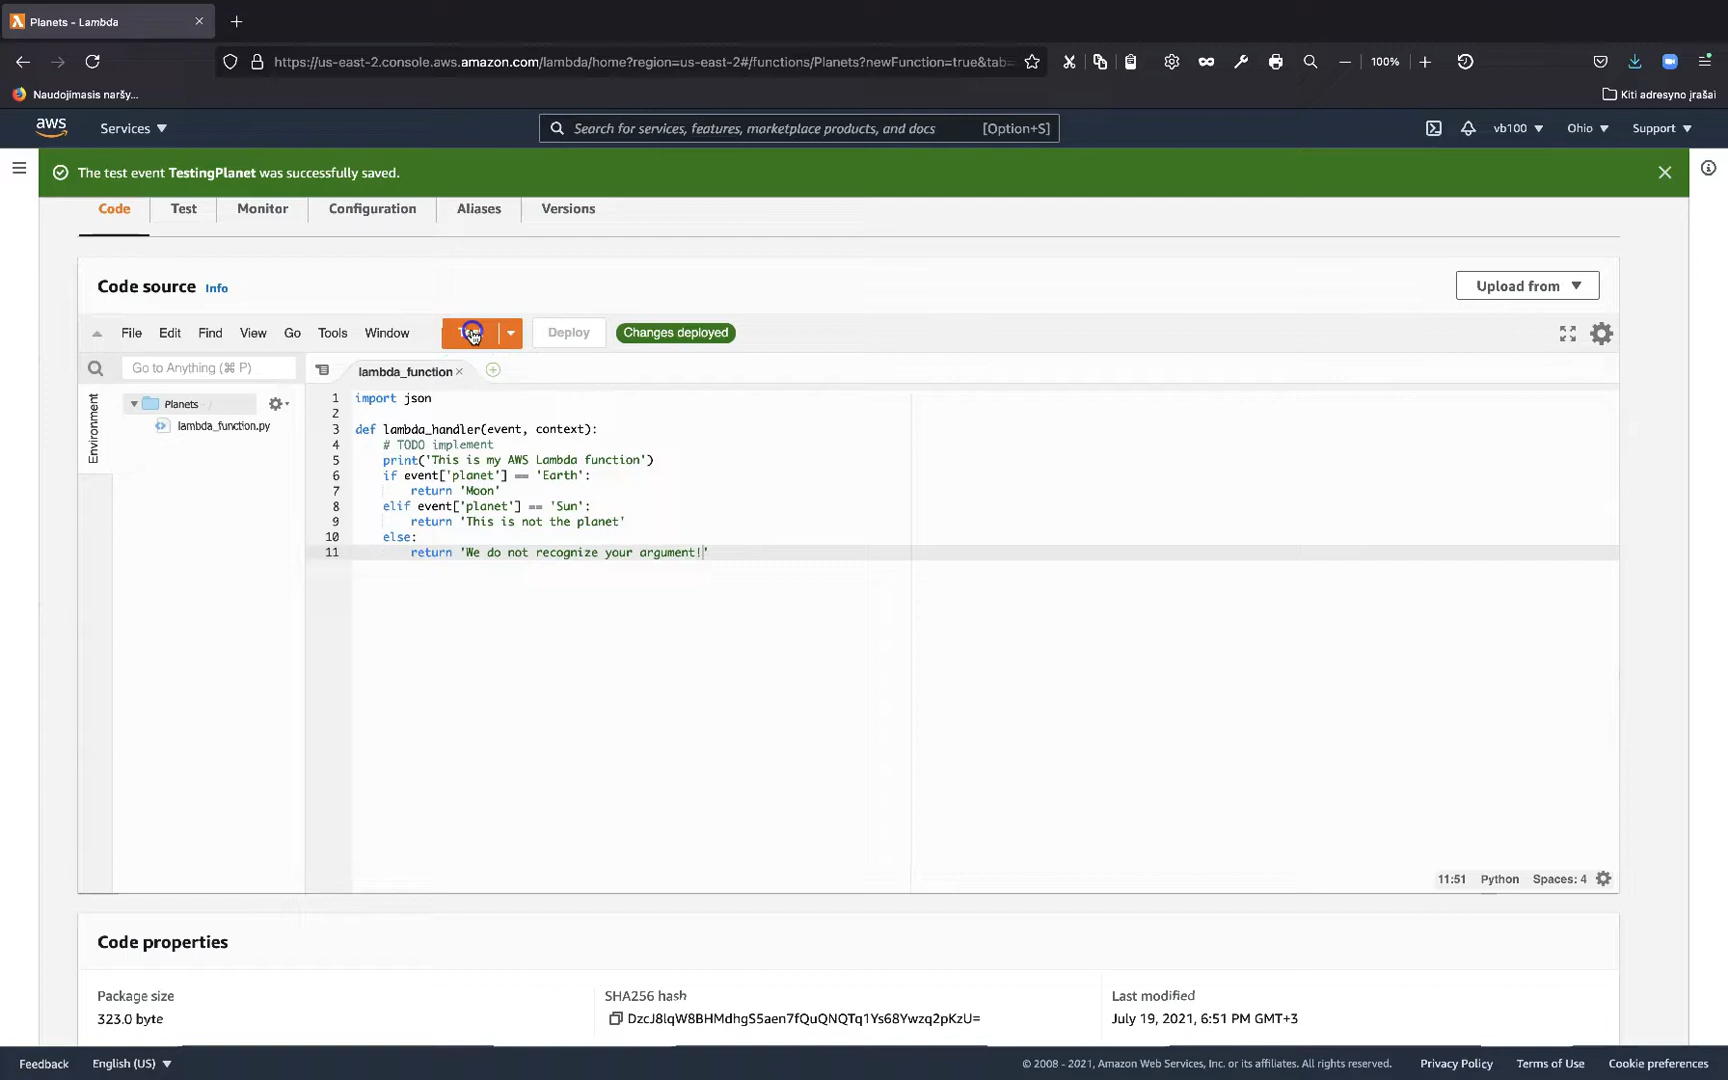 Planets - Lambda
https://us-east-2.console.aws.amazon.com/lambda/home?region=us-east-2#/functions/Planets?newFunction=true&tab=
100%
Naudojimasis naršy...
Kiti adresyno įrašai
aws
Services
Search for services, features, marketplace products, and docs
[Option+S]
vb100
Ohio
Support
The test event TestingPlanet was successfully saved.
Code
Test
Monitor
Configuration
Aliases
Versions
Code source
Info
Upload from
File
Edit
Find
View
Go
Tools
Window
Deploy
Changes deployed
Go to Anything (⌘ P)
lambda_function
Environment
Planets
/
lambda_function.py
1 import json
2
3 def lambda_handler(event, context):
4 # TODO implement
5 print('This is my AWS Lambda function')
6 if event['planet'] == 'Earth':
7 return 'Moon'
8 elif event['planet'] == 'Sun':
9 return 'This is not the planet'
10 else:
11 return 'We do not recognize your argument!'
11:51
Python
Spaces: 4
Code properties
Package size
323.0 byte
SHA256 hash
DzcJ8lqW8BHMdhgS5aen7fQuQNQTq1Ys68Ywzq2pKzU=
Last modified
July 19, 2021, 6:51 PM GMT+3
Feedback
English (US)
© 2008 - 2021, Amazon Web Services, Inc. or its affiliates. All rights reserved.
Privacy Policy
Terms of Use
Cookie preferences